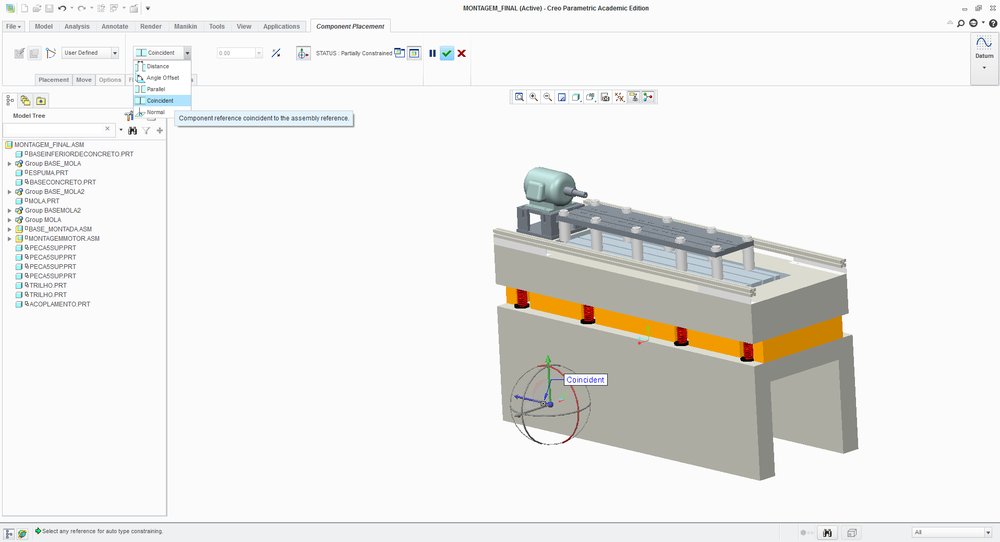 MONTAGEM_FINAL (Active) - Creo Parametric Academic Edition
File
Model
Analysis
Annotate
Render
Manikin
Tools
View
Applications
Component Placement
User Defined
Coincident
0.00
STATUS : Partially Constrained
Datum
Distance
Angle Offset
Parallel
Coincident
Normal
Placement
Move
Options
Component reference coincident to the assembly reference.
Model Tree
MONTAGEM_FINAL.ASM
BASEINFERIORDECONCRETO.PRT
Group BASE_MOLA
ESPUMA.PRT
BASECONCRETO.PRT
Group BASE_MOLA2
MOLA.PRT
Group BASEMOLA2
Group MOLA
BASE_MONTADA.ASM
MONTAGEMMOTOR.ASM
PECA5SUP.PRT
PECA5SUP.PRT
PECA5SUP.PRT
PECA5SUP.PRT
TRILHO.PRT
TRILHO.PRT
ACOPLAMENTO.PRT
Coincident
Select any reference for auto type constraining.
All